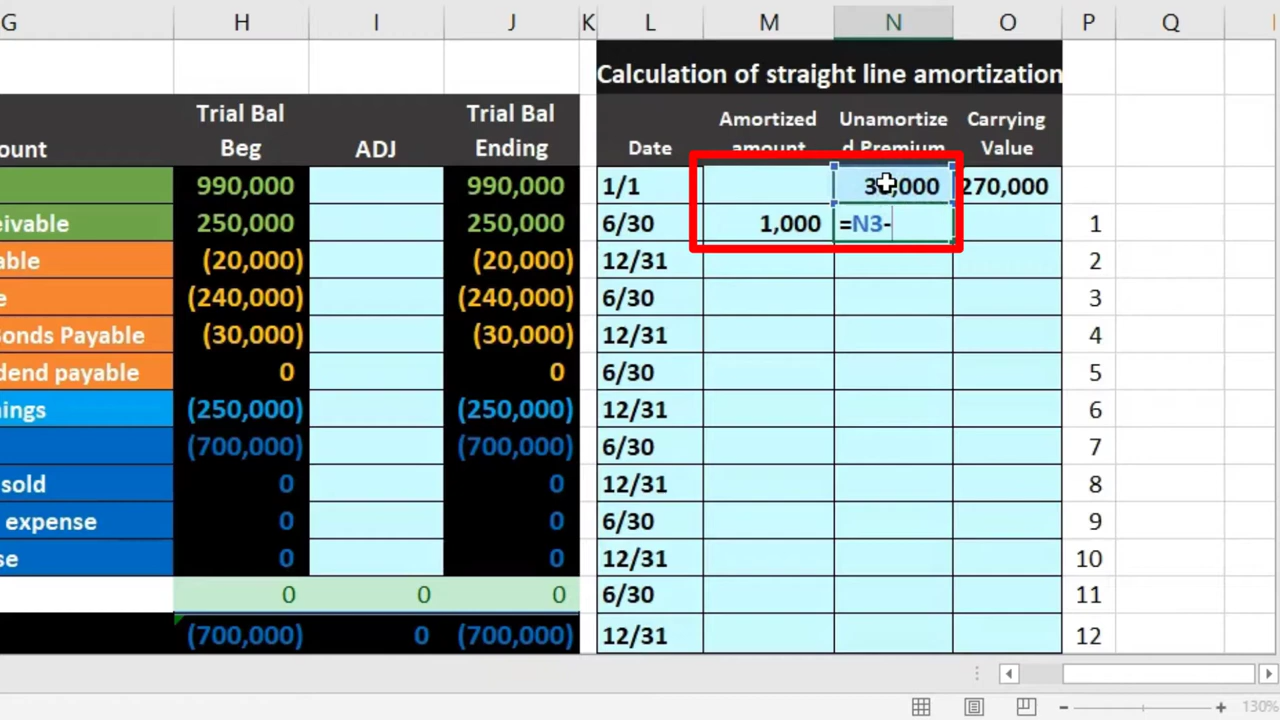 G H I J K L M N O P Q
Calculation of straight line amortization
Trial Bal Trial Bal Amortized Unamortize Carrying
ount Beg ADJ Ending Date amount d Premium Value
990,000 990,000 1/1 270,000
ceivable 250,000 250,000 6/30 1,000 =N3- 1
able (20,000) (20,000) 12/31 2
e (240,000) (240,000) 6/30 3
Bonds Payable (30,000) (30,000) 12/31 4
dend payable 0 0 6/30 5
nings (250,000) (250,000) 12/31 6
(700,000) (700,000) 6/30 7
sold 0 0 12/31 8
expense 0 0 6/30 9
se 0 0 12/31 10
0 0 0 6/30 11
(700,000) 0 (700,000) 12/31 12
130%